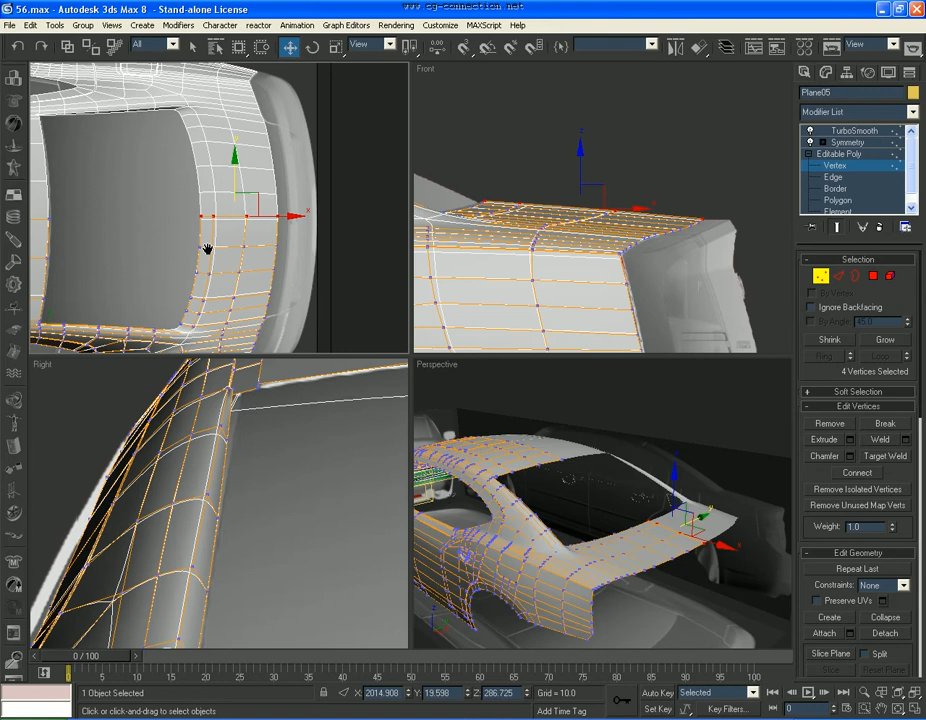 www.cg-connection net
56.max - Autodesk 3ds Max 8 - Stand-alone License
File Edit Tools Group Views Create Modifiers Character reactor Animation Graph Editors Rendering Customize MAXScript Help
All View View
Front
Right
Perspective
x
z
Plane05
Modifier List
TurboSmooth
Symmetry
Editable Poly
Vertex
Edge
Border
Polygon
Element
- Selection
By Vertex
Ignore Backfacing
By Angle: 45.0
Shrink Grow
Ring Loop
4 Vertices Selected
+ Soft Selection
- Edit Vertices
Remove Break
Extrude Weld
Chamfer Target Weld
Connect
Remove Isolated Vertices
Remove Unused Map Verts
Weight: 1.0
- Edit Geometry
Repeat Last
Constraints: None
Preserve UVs
Create Collapse
Attach Detach
Slice Plane Split
Slice Reset Plane
0 / 100
0 5 10 15 20 25 30 35 40 45 50 55 60 65 70 75 80 85 90 95 100
1 Object Selected X: 2014.908 Y: 19.598 Z: 286.725 Grid = 10.0 Auto Key Selected
Click or click-and-drag to select objects Add Time Tag Set Key Key Filters... 0